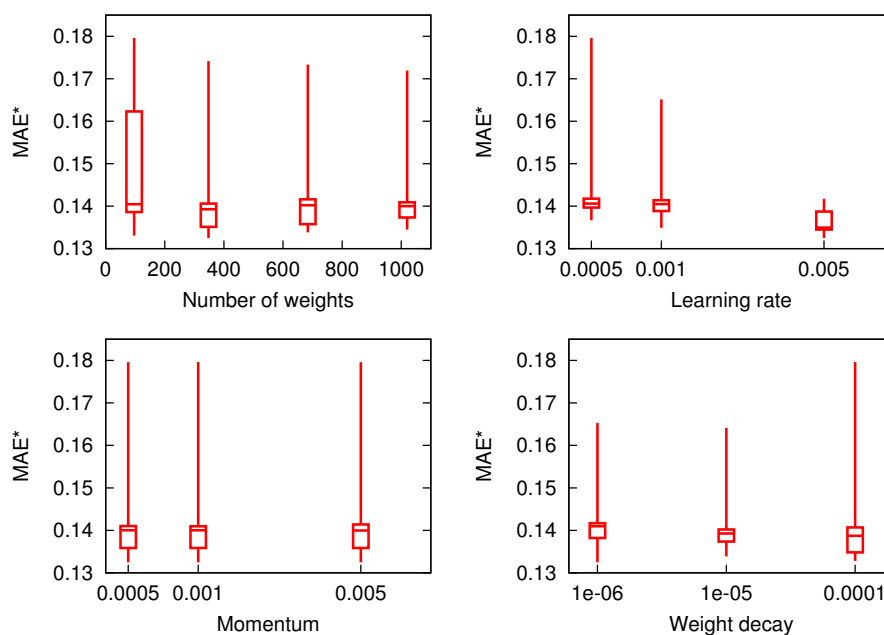 0.18
0.17
0.16
0.15
0.14
0.13
MAE*
0 200 400 600 800 1000
Number of weights
0.18
0.17
0.16
0.15
0.14
0.13
MAE*
0.0005 0.001 0.005
Learning rate
0.18
0.17
0.16
0.15
0.14
0.13
MAE*
0.0005 0.001 0.005
Momentum
0.18
0.17
0.16
0.15
0.14
0.13
MAE*
1e-06 1e-05 0.0001
Weight decay